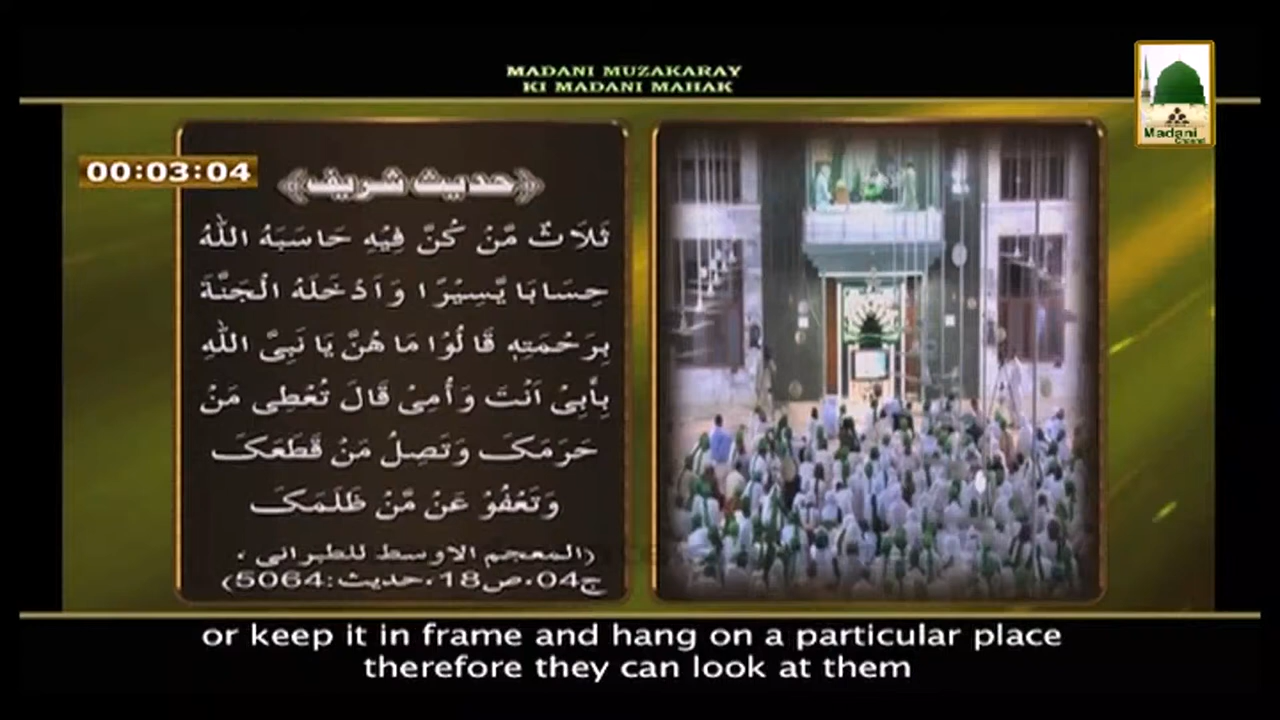 MADANI MUZAKARAY
KI MADANI MAHAK
Madani
Channel
00:03:04
﴿حدیث شریف﴾
ثَلَاثٌ مَّنْ كُنَّ فِيْهِ حَاسَبَهُ اللّٰهُ
حِسَابًا يَّسِيْرًا وَاَدْخَلَهُ الْجَنَّةَ
بِرَحْمَتِهٖ قَالُوْا مَا هُنَّ يَا نَبِىَّ اللّٰهِ
بِأَبِىْ اَنْتَ وَأُمِىْ قَالَ تُعْطِى مَنْ
حَرَمَکَ وَتَصِلُ مَنْ قَطَعَکَ
وَتَعْفُوْ عَنْ مَّنْ ظَلَمَکَ
(المعجم الاوسط للطبرانی ،
ج04،ص18،حدیث:5064)
or keep it in frame and hang on a particular place
therefore they can look at them